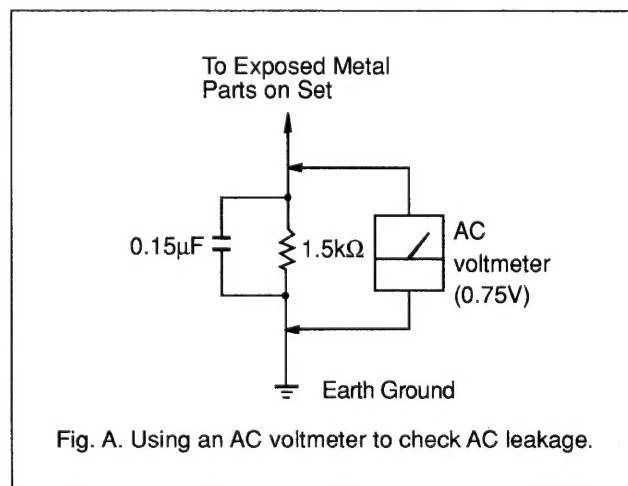 To Exposed Metal
Parts on Set
0.15μF
1.5kΩ
AC
voltmeter
(0.75V)
Earth Ground
Fig. A. Using an AC voltmeter to check AC leakage.